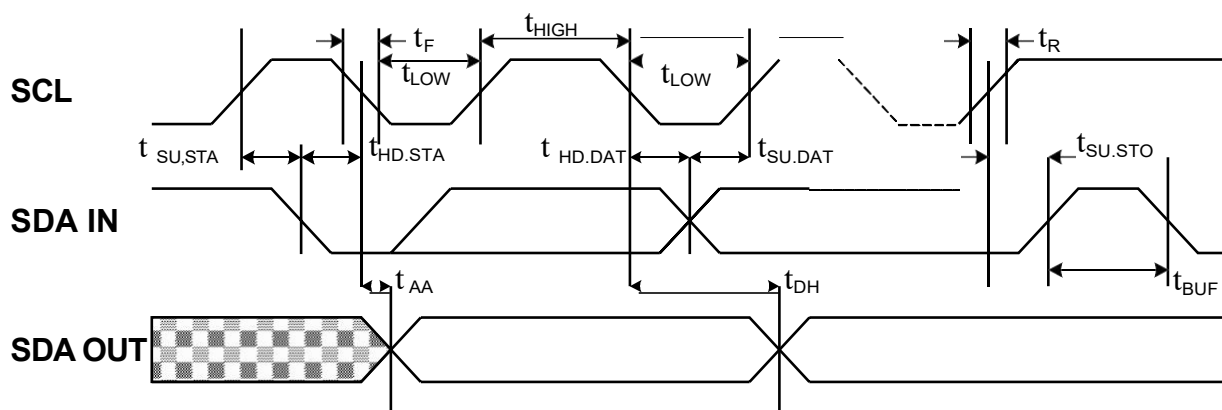 tF tHIGH tR
SCL tLOW tLOW
t SU,STA tHD.STA t HD.DAT tSU.DAT tSU.STO
SDA IN
t AA tDH tBUF
SDA OUT